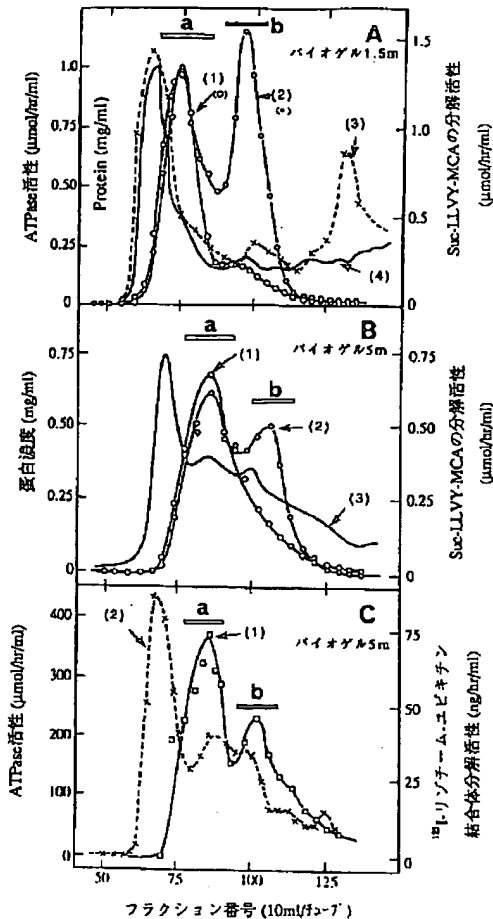 A
バイオゲル1.5m
a
b
(1)
(2)
(3)
(4)
ATPase活性 (μmol/hr/ml)
Protein (mg/ml)
1.0
0.75
0.50
0.25
0
Suc-LLVY-MCAの分解活性
(μmol/hr/ml)
1.5
1.0
0.5
0
75
100
B
バイオゲル5m
a
b
(1)
(2)
(3)
蛋白濃度 (mg/ml)
0.75
0.50
0.25
0
Suc-LLVY-MCAの分解活性
(μmol/hr/ml)
0.75
0.50
0.25
0
C
バイオゲル5m
a
b
(1)
(2)
ATPase活性 (μmol/hr/ml)
400
300
200
100
0
¹²⁵I-リゾチーム-ユビキチン
結合体分解活性 (ng/hr/ml)
75
50
25
0
50
75
100
125
フラクション番号 (10ml/チューブ)